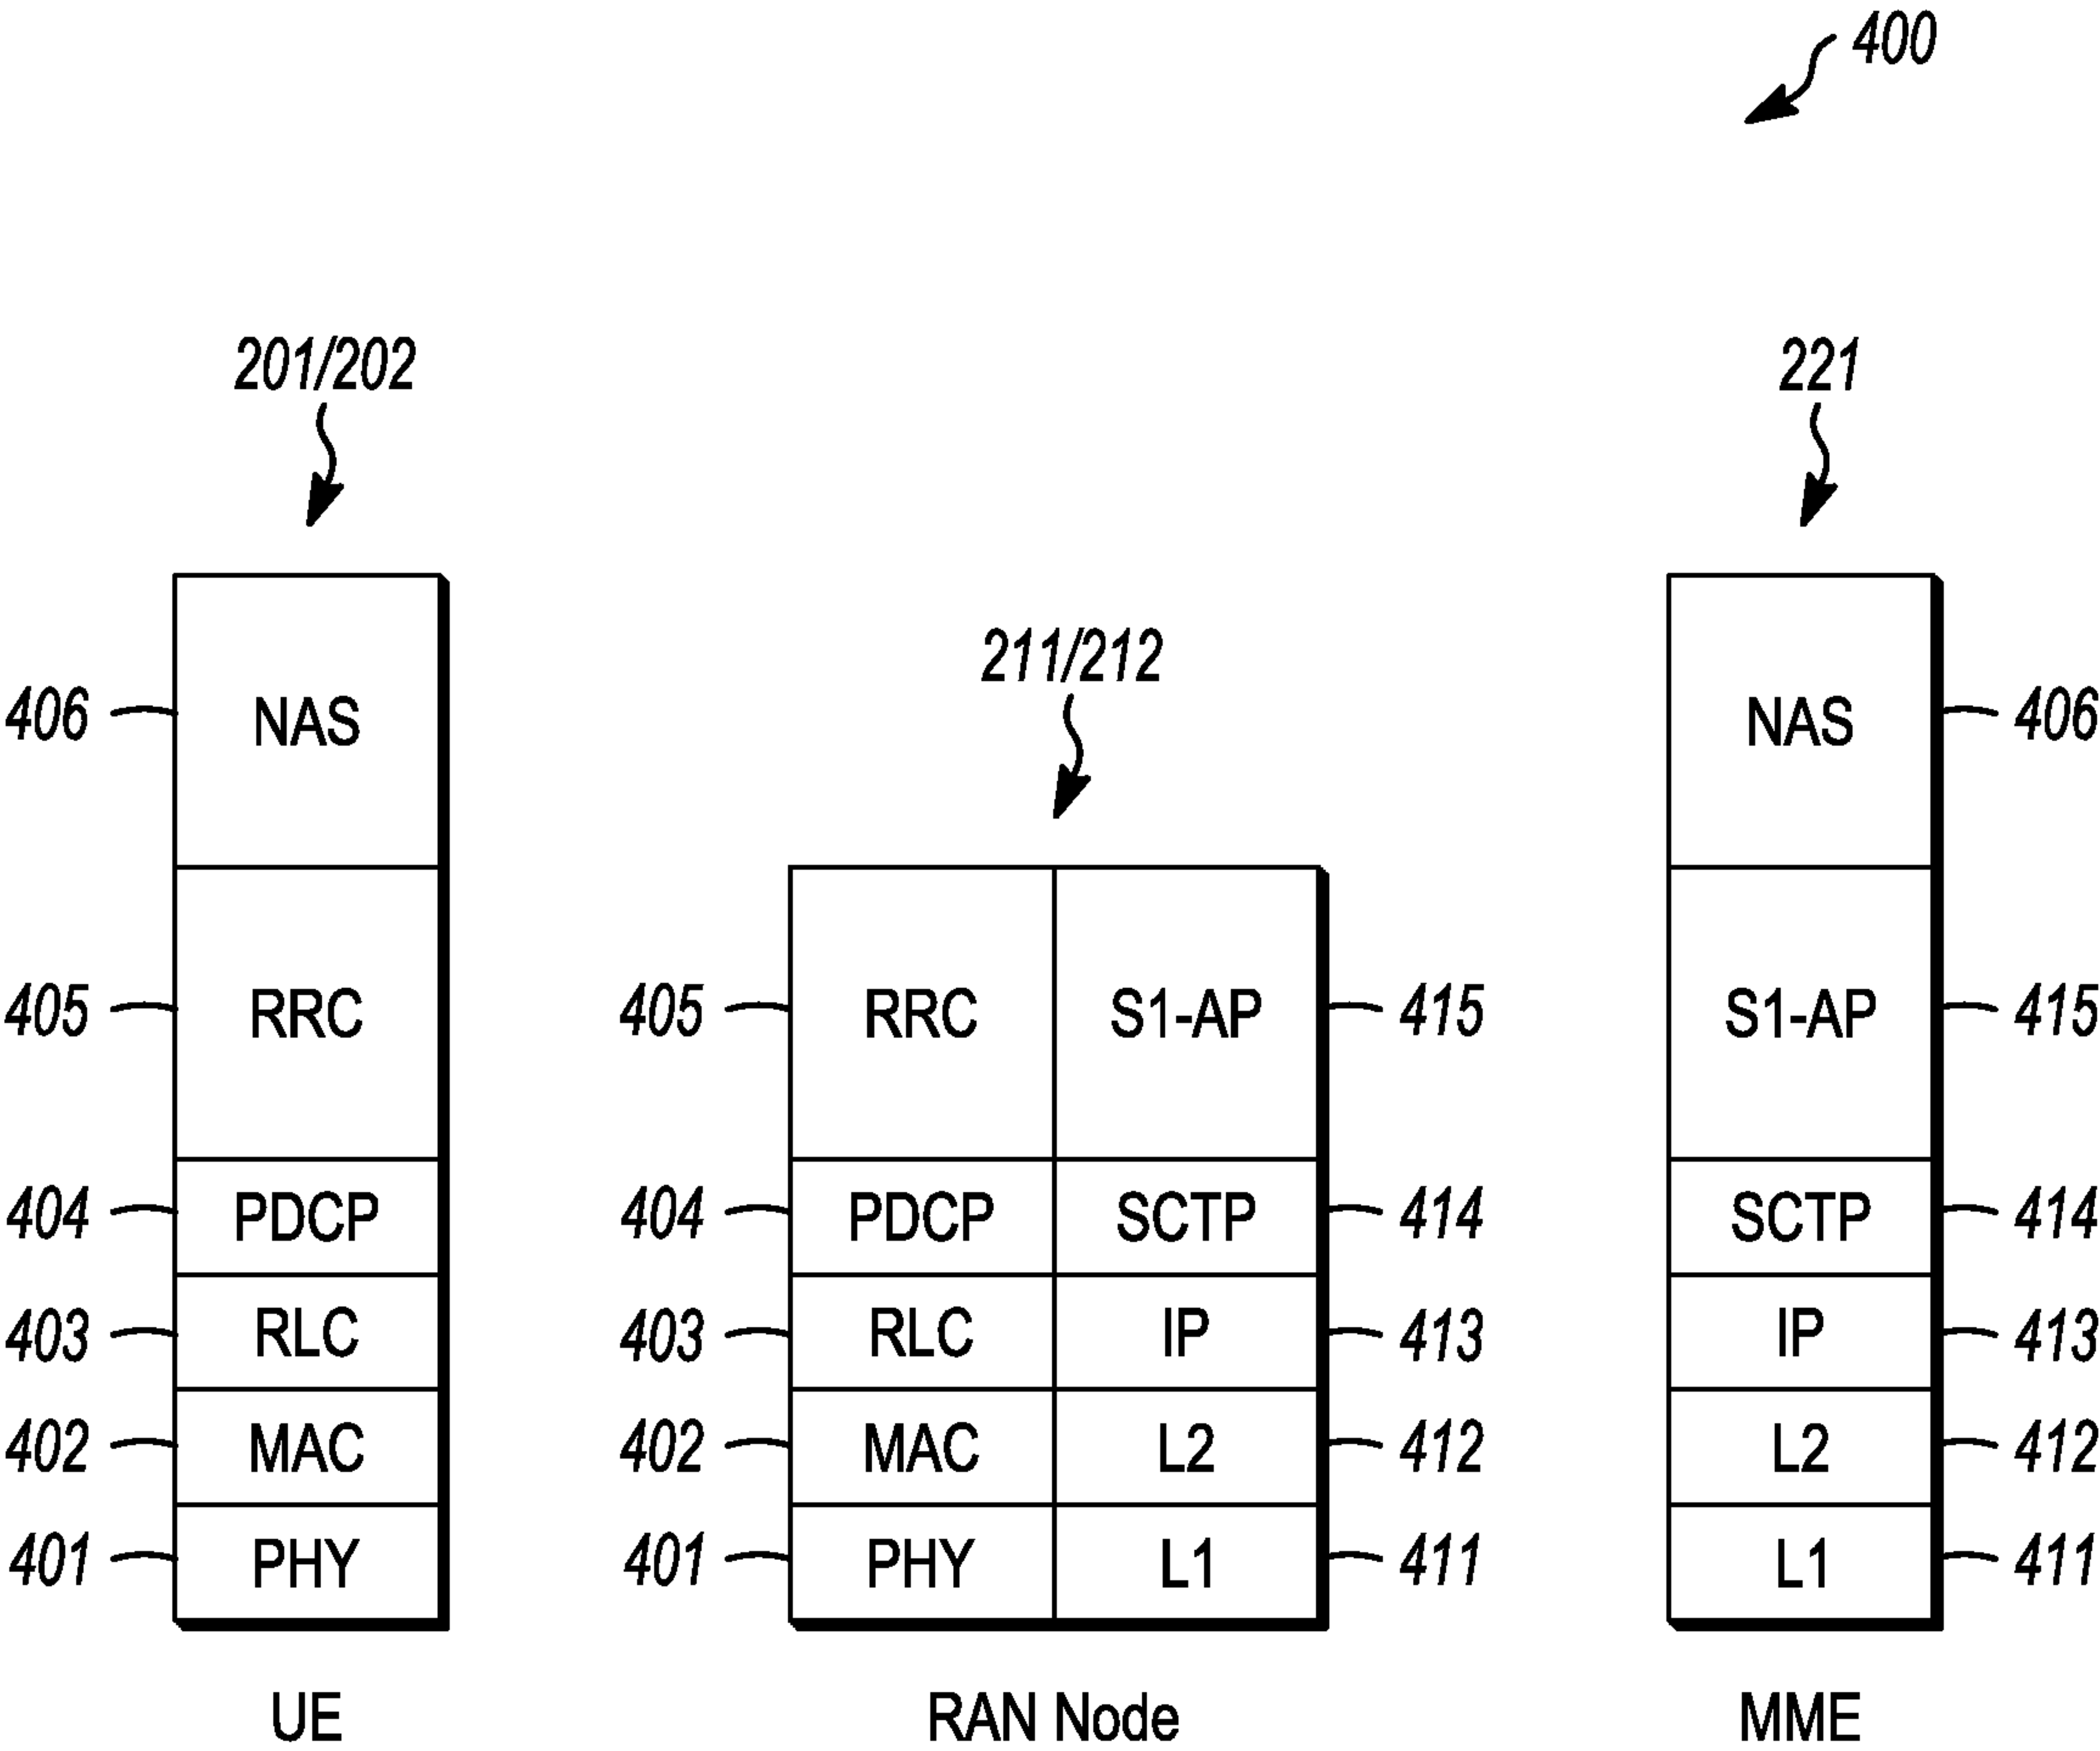 400
201/202
221
211/212
406 NAS NAS 406
405 RRC 405 RRC S1-AP 415 S1-AP 415
404 PDCP 404 PDCP SCTP 414 SCTP 414
403 RLC 403 RLC IP 413 IP 413
402 MAC 402 MAC L2 412 L2 412
401 PHY 401 PHY L1 411 L1 411
UE RAN Node MME